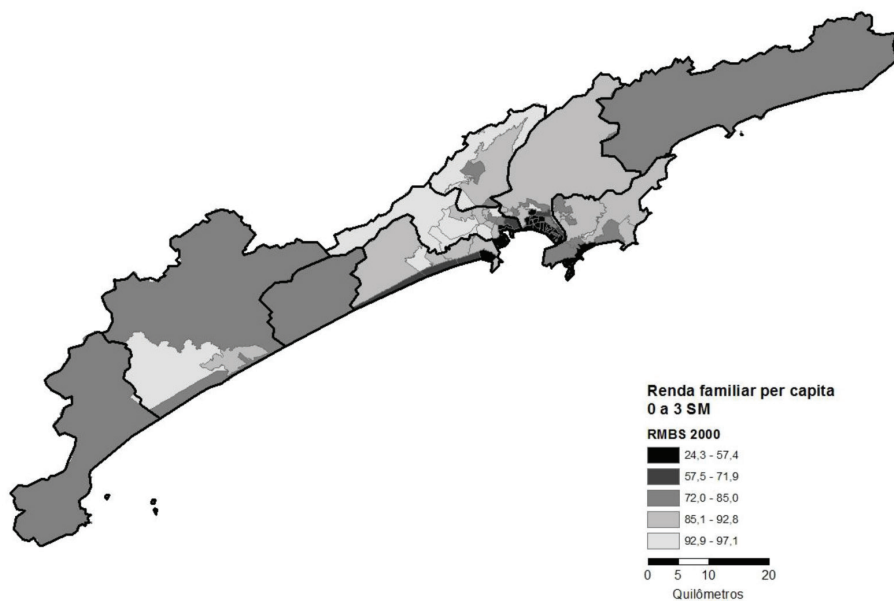 Renda familiar per capita
0 a 3 SM
RMBS 2000
24,3 - 57,4
57,5 - 71,9
72,0 - 85,0
85,1 - 92,8
92,9 - 97,1
0 5 10 20
Quilômetros